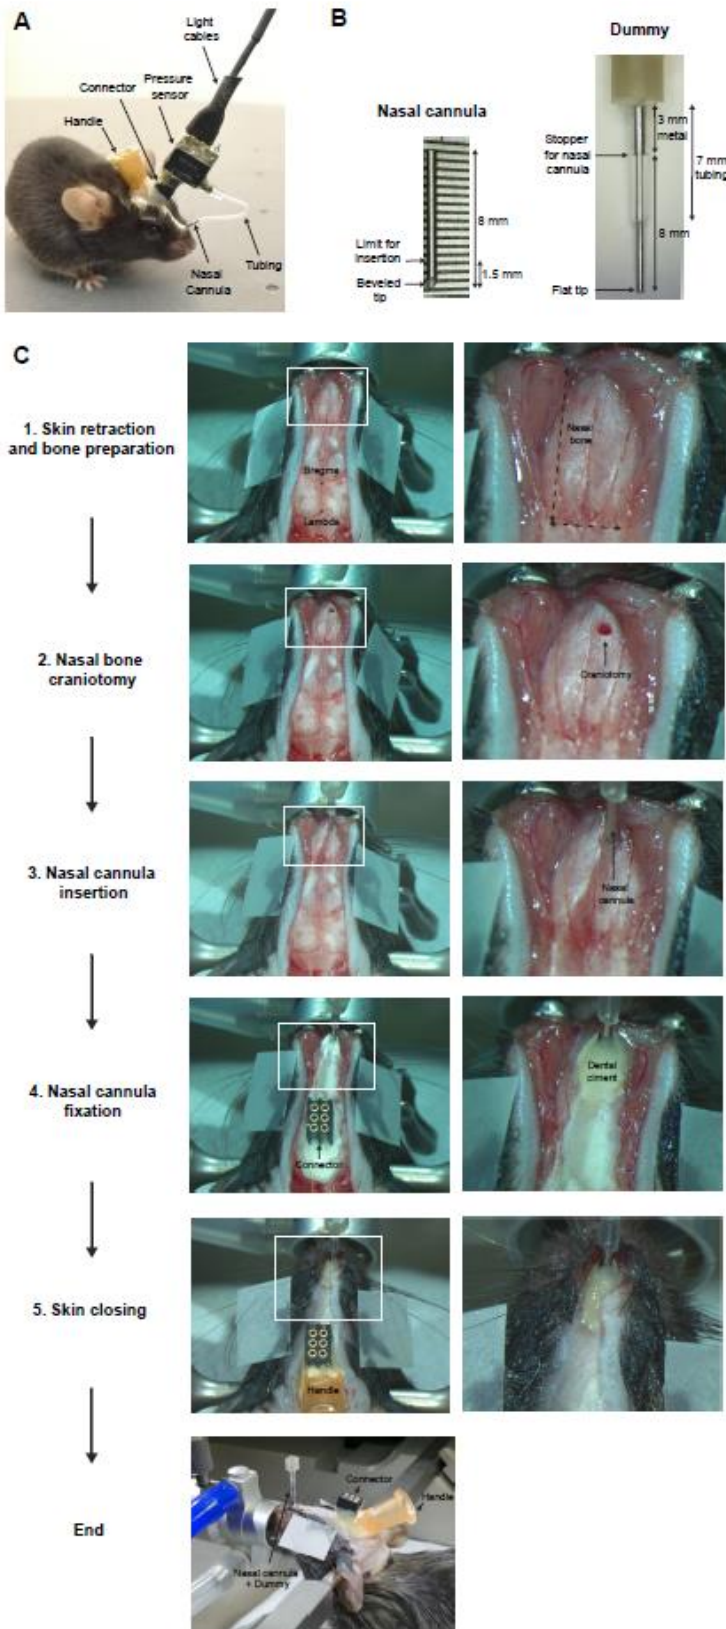 A
Light
cables
Pressure
sensor
Connector
Handle
Tubing
Nasal
Cannula
B
Nasal cannula
8 mm
Limit for
insertion
Beveled
tip
1.5 mm
Dummy
3 mm
metal
Stopper
for nasal
cannula
7 mm
tubing
8 mm
Flat tip
C
1. Skin retraction
and bone preparation
Bregma
Lambda
Nasal
bone
2. Nasal bone
craniotomy
Craniotomy
3. Nasal cannula
insertion
Nasal
cannula
4. Nasal cannula
fixation
Connector
Dental
ciment
5. Skin closing
Handle
End
Connector
Handle
Nasal cannula
+ Dummy